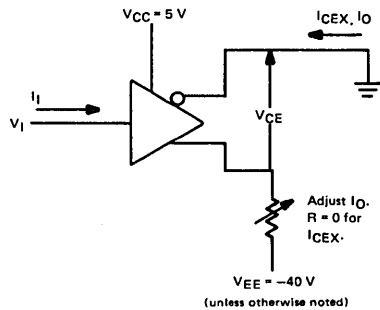 VCC = 5 V
ICEX, IO
II
VI
VCE
Adjust IO.
R = 0 for
ICEX.
VEE = −40 V
(unless otherwise noted)